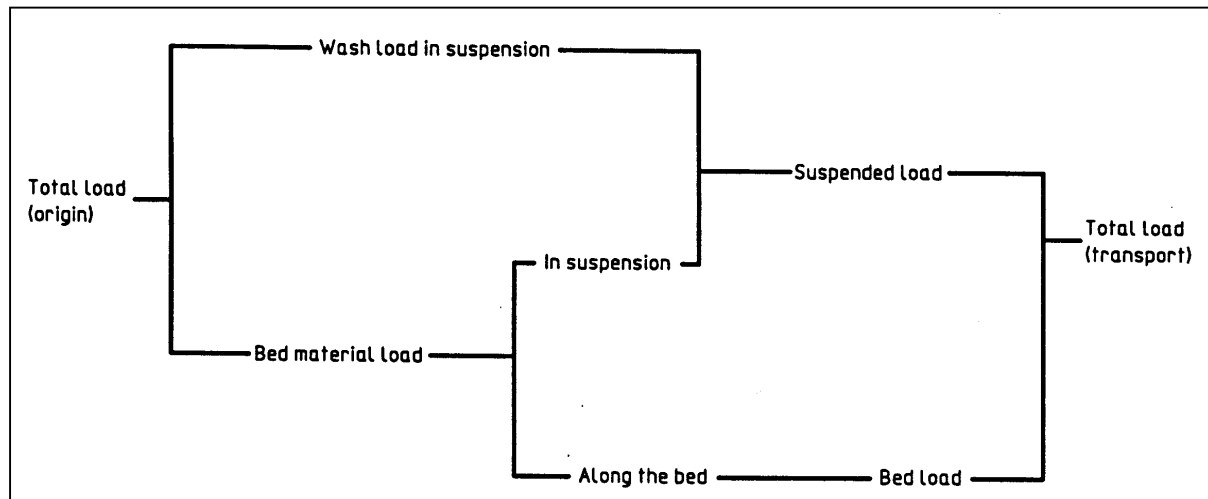 Wash load in suspension
Suspended load
Total load
(origin)
Total load
(transport)
In suspension
Bed material load
Along the bed
Bed load